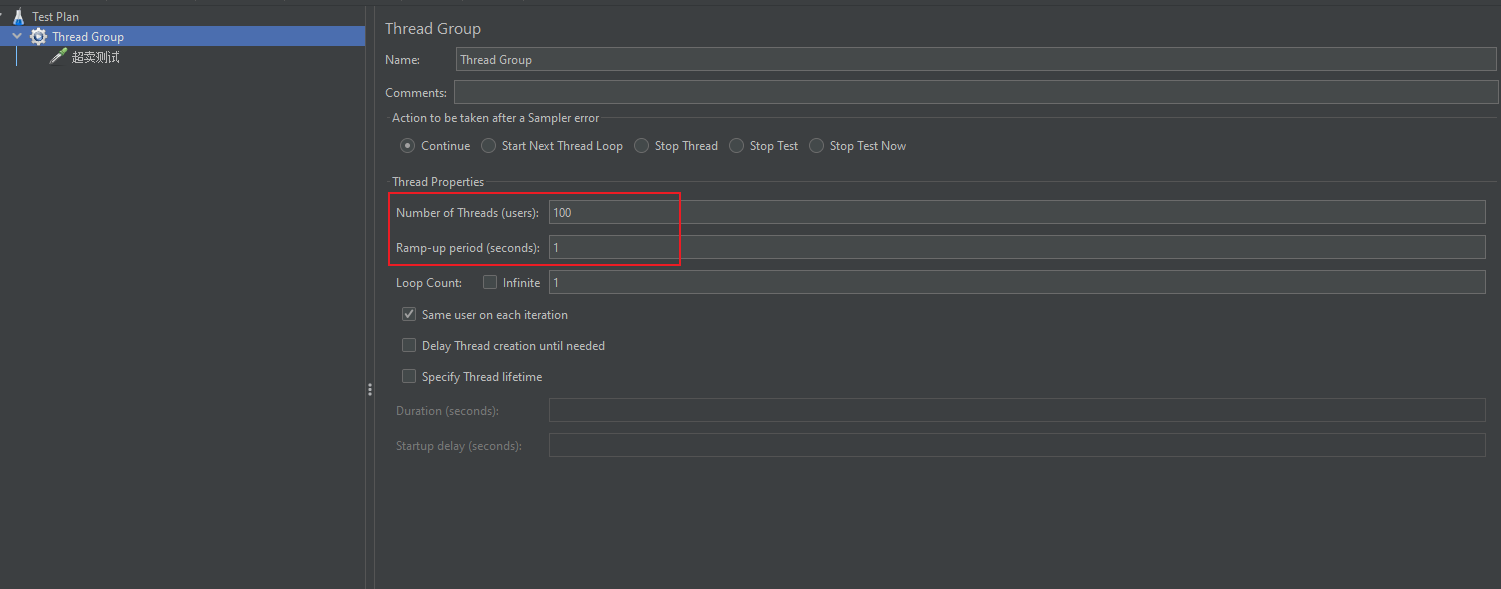 Test Plan
Thread Group
超卖测试
Thread Group
Name: Thread Group
Comments:
Action to be taken after a Sampler error
Continue Start Next Thread Loop Stop Thread Stop Test Stop Test Now
Thread Properties
Number of Threads (users): 100
Ramp-up period (seconds): 1
Loop Count: Infinite 1
Same user on each iteration
Delay Thread creation until needed
Specify Thread lifetime
Duration (seconds):
Startup delay (seconds):